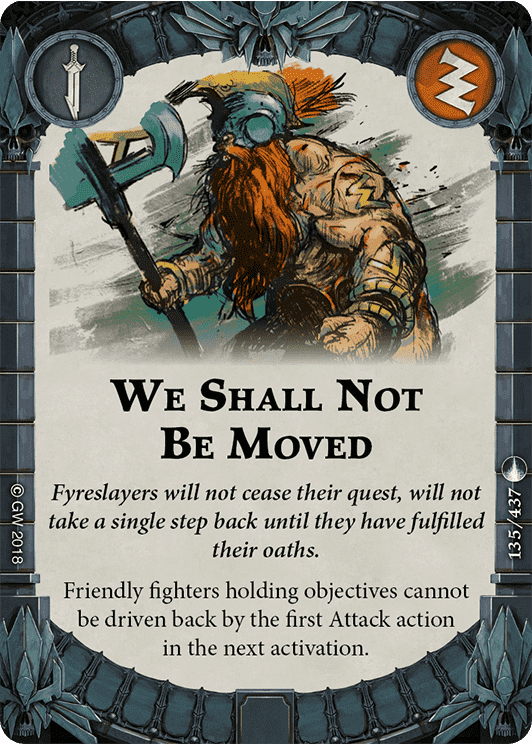 We Shall Not
Be Moved
Fyreslayers will not cease their quest, will not
take a single step back until they have fulfilled
their oaths.
Friendly fighters holding objectives cannot
be driven back by the first Attack action
in the next activation.
©GW 2018
135/437